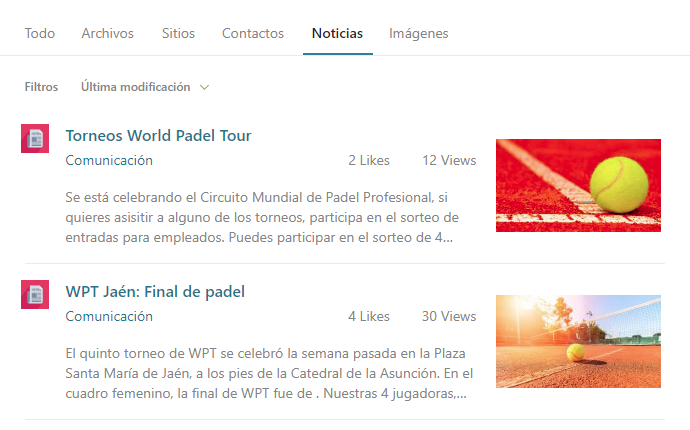 Todo Archivos Sitios Contactos Noticias Imágenes
Filtros Última modificación
Torneos World Padel Tour
Comunicación 2 Likes 12 Views
Se está celebrando el Circuito Mundial de Padel Profesional, si
quieres asisitir a alguno de los torneos, participa en el sorteo de
entradas para empleados. Puedes participar en el sorteo de 4...
WPT Jaén: Final de padel
Comunicación 4 Likes 30 Views
El quinto torneo de WPT se celebró la semana pasada en la Plaza
Santa María de Jaén, a los pies de la Catedral de la Asunción. En el
cuadro femenino, la final de WPT fue de . Nuestras 4 jugadoras,...